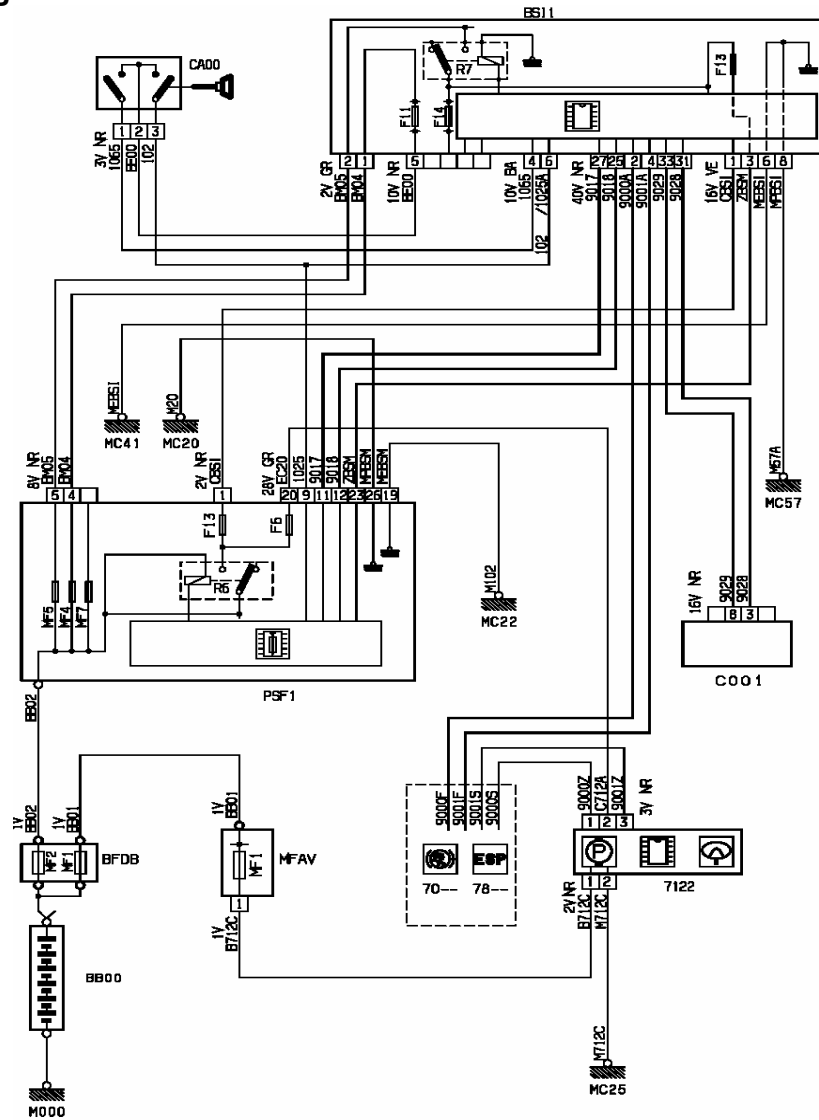 BSI1
CA00
R7
F13
F11
F14
1 2 3
3V NR
1065
BE00
102
2 1
2V GR
BM05
BM04
5
10V NR
BE00
4 6
10V BA
1065
/1025A
102
27 25 2 4 33 31
40V NR
9017
9018
9000A
9001A
9029
9028
1 3 6 8
16V VE
CBSI
ZBSM
MEBSI
MPBSI
MEBSI
MC41
M20
MC20
M57A
MC57
8V NR
BM05
BM04
5 4
2V NR
CBSI
1
28V GR
EC20
1025
9017
9018
ZBSM
MPBSM
MEBSM
20 9 11 12 23 26 19
F13
F6
R6
MF5
MF4
MF7
PSF1
M102
MC22
16V NR
9029
9028
8 3
C001
BB02
1V
BB02
1V
BB01
MF2
MF1
BFDB
1V
BB01
MF1
MFAV
1
1V
B712C
9000F
9001F
9001S
9000S
ESP
70--
78--
9000Z
C712A
9001Z
3V NR
1 2 3
P
7122
1 2
2V NR
B712C
M712C
BB00
M000
M712C
MC25